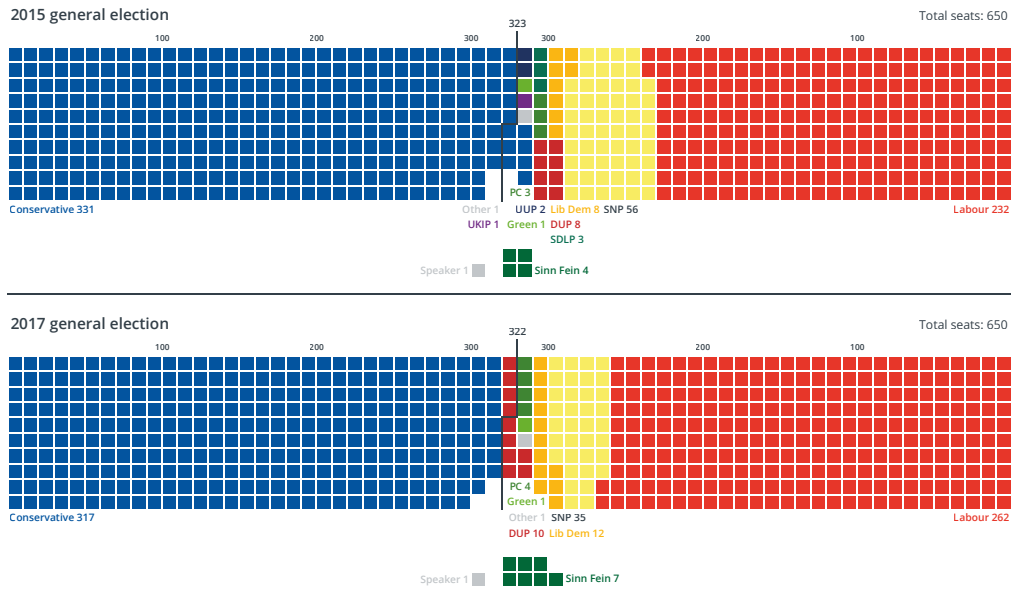 2015 general election
Total seats: 650
323
100 200 300 300 200 100
PC 3
Conservative 331
Other 1 UUP 2 Lib Dem 8 SNP 56
Labour 232
UKIP 1 Green 1 DUP 8
SDLP 3
Speaker 1
Sinn Fein 4
2017 general election
Total seats: 650
322
100 200 300 300 200 100
PC 4
Green 1
Conservative 317
Other 1 SNP 35
Labour 262
DUP 10 Lib Dem 12
Speaker 1
Sinn Fein 7